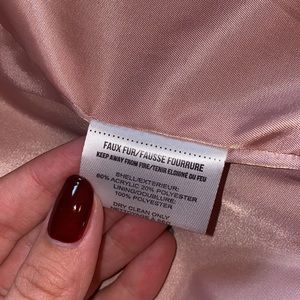 FAUX FUR/FAUSSE FOURRURE
KEEP AWAY FROM FIRE/TENIR ELOIGNE DU FEU
SHELL/EXTERIEUR:
80% ACRYLIC 20% POLYESTER
LINING/DOUBLURE:
100% POLYESTER
DRY CLEAN ONLY